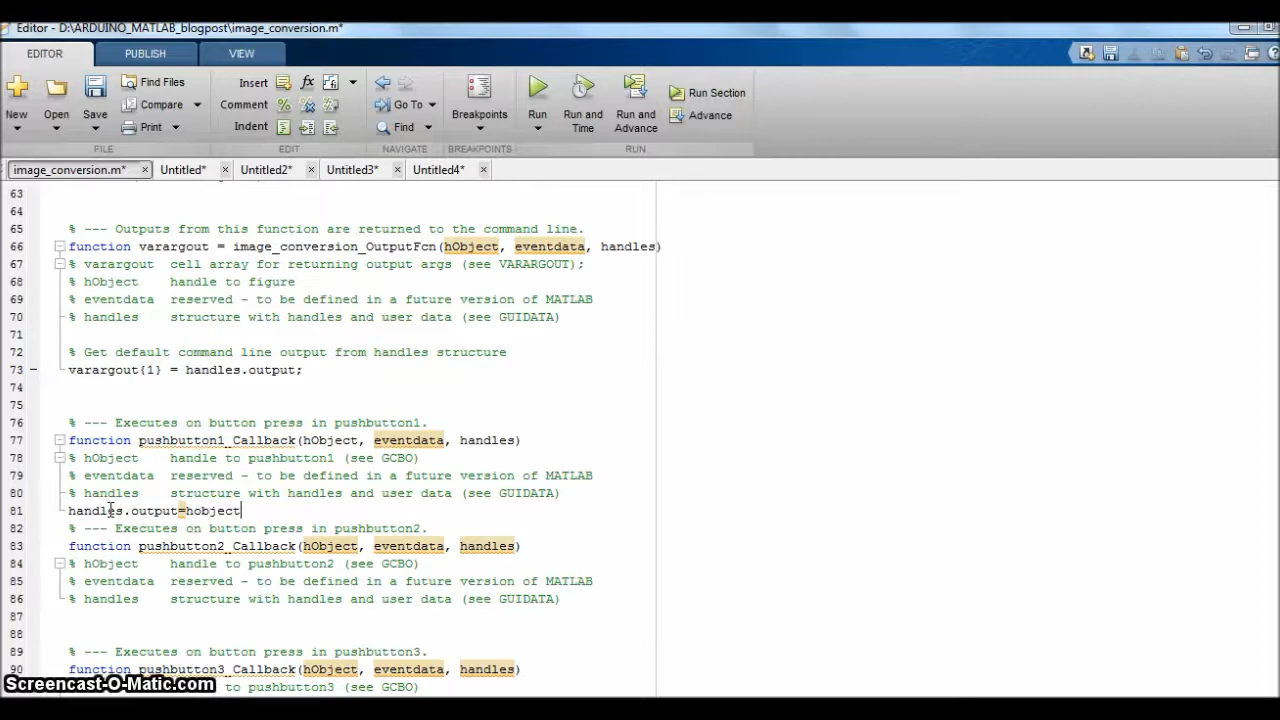 Editor - D:\ARDUINO_MATLAB_blogpost\image_conversion.m*
EDITOR PUBLISH VIEW
New Open Save Find Files Compare Print
Insert fx Comment % Indent
Go To Find
Breakpoints Run Run and Time Run and Advance Run Section Advance
FILE EDIT NAVIGATE BREAKPOINTS RUN
image_conversion.m* × Untitled* × Untitled2* × Untitled3* × Untitled4* ×
63
64
65 % --- Outputs from this function are returned to the command line.
66 function varargout = image_conversion_OutputFcn(hObject, eventdata, handles)
67 % varargout cell array for returning output args (see VARARGOUT);
68 % hObject handle to figure
69 % eventdata reserved - to be defined in a future version of MATLAB
70 % handles structure with handles and user data (see GUIDATA)
71
72 % Get default command line output from handles structure
73 - varargout{1} = handles.output;
74
75
76 % --- Executes on button press in pushbutton1.
77 function pushbutton1_Callback(hObject, eventdata, handles)
78 % hObject handle to pushbutton1 (see GCBO)
79 % eventdata reserved - to be defined in a future version of MATLAB
80 % handles structure with handles and user data (see GUIDATA)
81 handles.output=hobject
82 % --- Executes on button press in pushbutton2.
83 function pushbutton2_Callback(hObject, eventdata, handles)
84 % hObject handle to pushbutton2 (see GCBO)
85 % eventdata reserved - to be defined in a future version of MATLAB
86 % handles structure with handles and user data (see GUIDATA)
87
88
89 % --- Executes on button press in pushbutton3.
90 function pushbutton3_Callback(hObject, eventdata, handles)
to pushbutton3 (see GCBO)
Screencast-O-Matic.com